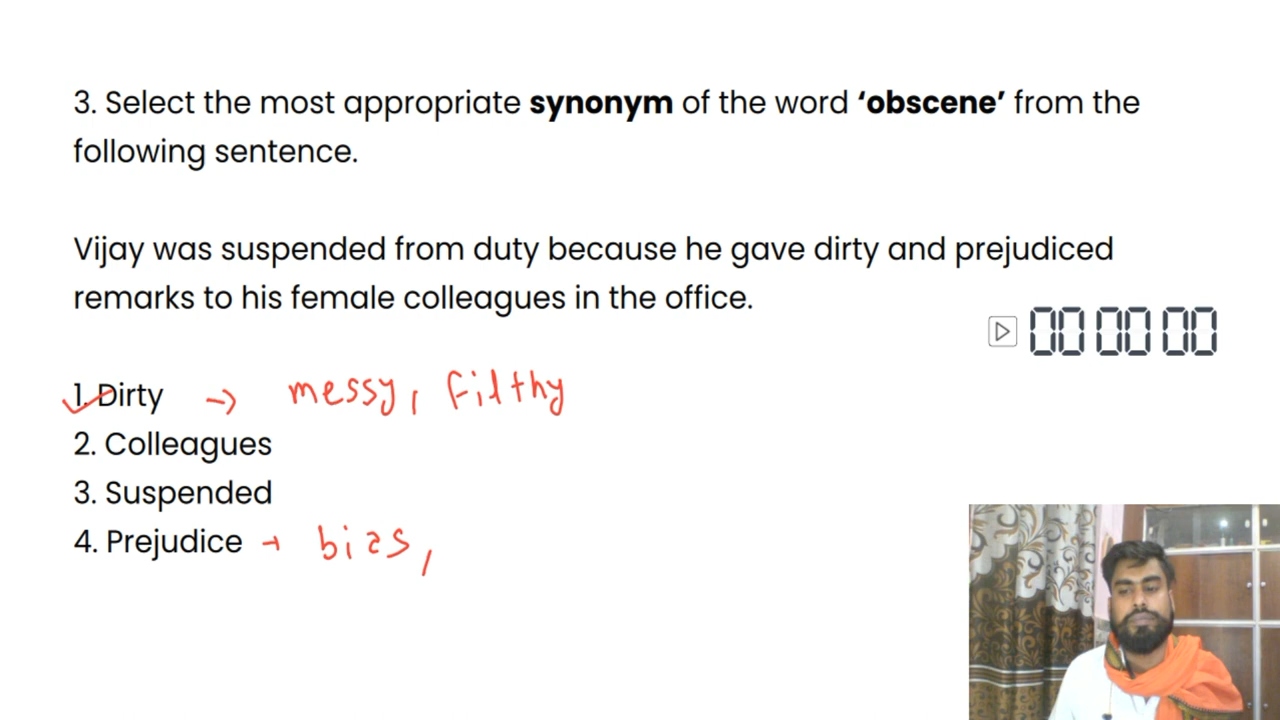 3. Select the most appropriate synonym of the word ‘obscene’ from the
following sentence.
Vijay was suspended from duty because he gave dirty and prejudiced
remarks to his female colleagues in the office.
00 00 00
1. Dirty → messy, filthy
2. Colleagues
3. Suspended
4. Prejudice → bias,